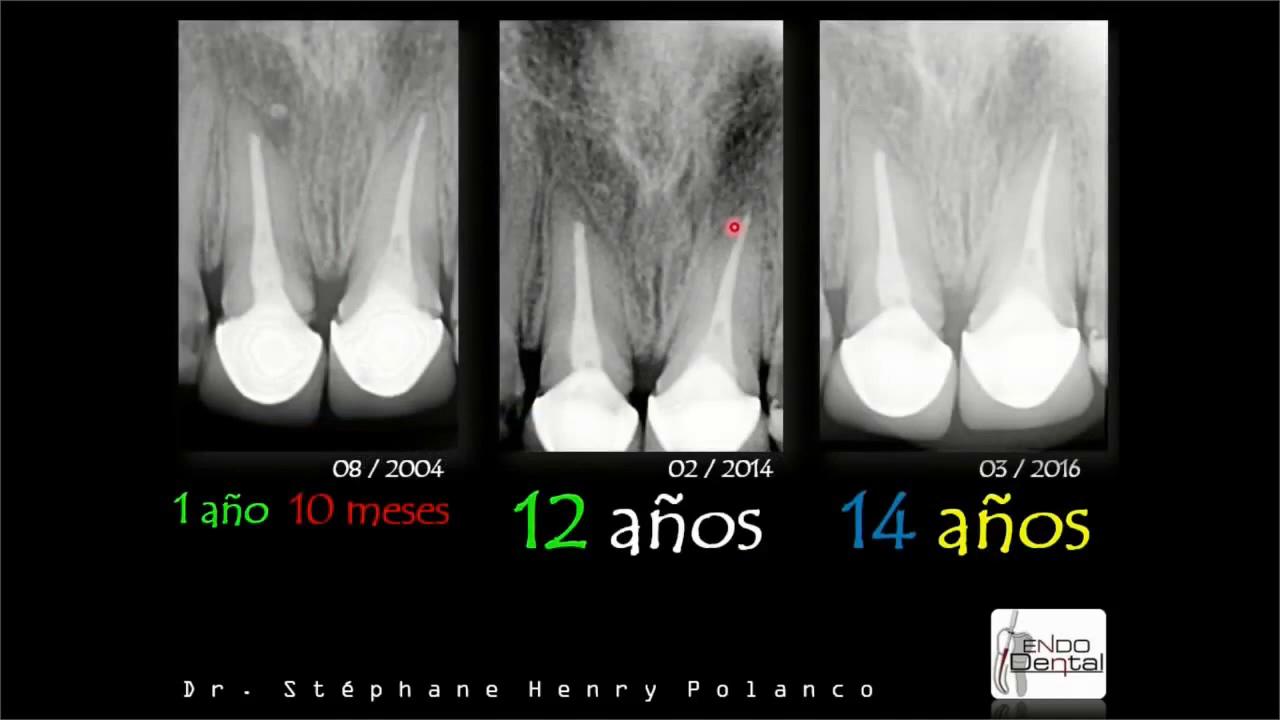 08 / 2004
02 / 2014
03 / 2016
1 año 10 meses
12 años
14 años
ENDO
Dental
Dr. Stéphane Henry Polanco